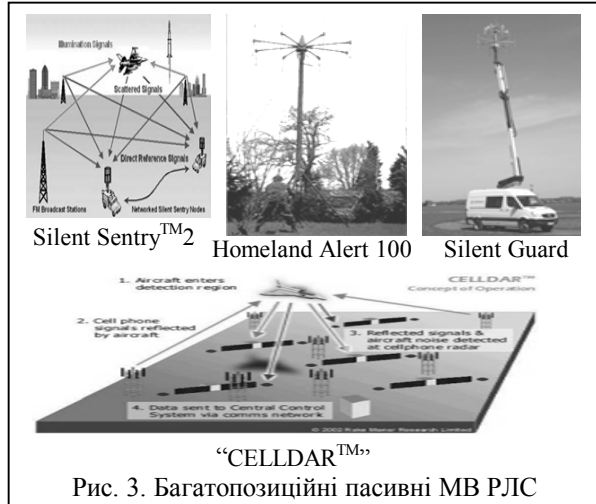 Illumination Signals
Scattered Signals
Direct Reference Signals
FM Broadcast Stations
Networked Silent Sentry Nodes
Silent Sentry™2
Homeland Alert 100
Silent Guard
CELLDAR™
Concept of Operation
1. Aircraft enters
detection region
2. Cell phone
signals reflected
by aircraft
3. Reflected signals &
aircraft noise detected
at cellphone radar
4. Data sent to Central Control
System via comms network
© 2002 Roke Manor Research Limited
“CELLDAR™”
Рис. 3. Багатопозиційні пасивні МВ РЛС